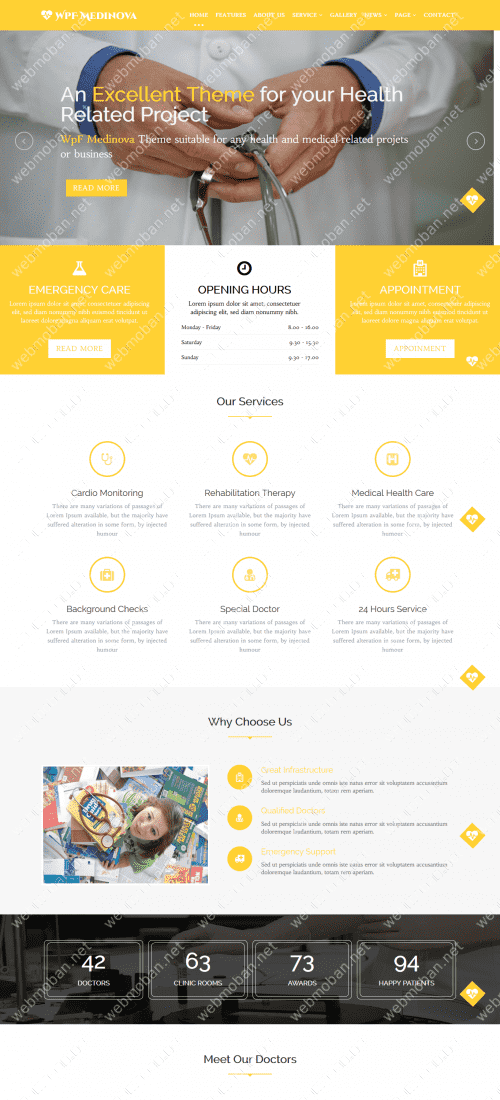 WPF MEDINOVA
HOME FEATURES ABOUT US SERVICE GALLERY NEWS PAGE CONTACT
An Excellent Theme for your Health
Related Project
WpF Medinova Theme suitable for any health and medical related projets
or business
READ MORE
EMERGENCY CARE
Lorem ipsum dolor sit amet, consectetuer adipiscing
elit, sed diam nonummy nibh euismod tincidunt ut
laoreet dolore magna aliquam erat volutpat.
READ MORE
OPENING HOURS
Lorem ipsum dolor sit amet, consectetuer
adipiscing elit, sed diam nonummy nibh.
Monday - Friday 8.00 - 16.00
Saturday 9.30 - 15.30
Sunday 9.30 - 17.00
APPOINTMENT
Lorem ipsum dolor sit amet, consectetuer adipiscing
elit, sed diam nonummy nibh euismod tincidunt ut
laoreet dolore magna aliquam erat volutpat.
APPOINMENT
Our Services
Cardio Monitoring
There are many variations of passages of
Lorem Ipsum available, but the majority have
suffered alteration in some form, by injected
humour
Rehabilitation Therapy
There are many variations of passages of
Lorem Ipsum available, but the majority have
suffered alteration in some form, by injected
humour
Medical Health Care
There are many variations of passages of
Lorem Ipsum available, but the majority have
suffered alteration in some form, by injected
humour
Background Checks
There are many variations of passages of
Lorem Ipsum available, but the majority have
suffered alteration in some form, by injected
humour
Special Doctor
There are many variations of passages of
Lorem Ipsum available, but the majority have
suffered alteration in some form, by injected
humour
24 Hours Service
There are many variations of passages of
Lorem Ipsum available, but the majority have
suffered alteration in some form, by injected
humour
Why Choose Us
Great Infrastructure
Sed ut perspiciatis unde omnis iste natus error sit voluptatem accusantium
doloremque laudantium, totam rem aperiam.
Qualified Doctors
Sed ut perspiciatis unde omnis iste natus error sit voluptatem accusantium
doloremque laudantium, totam rem aperiam.
Emergency Support
Sed ut perspiciatis unde omnis iste natus error sit voluptatem accusantium
doloremque laudantium, totam rem aperiam.
42
DOCTORS
63
CLINIC ROOMS
73
AWARDS
94
HAPPY PATIENTS
Meet Our Doctors
webmoban.net